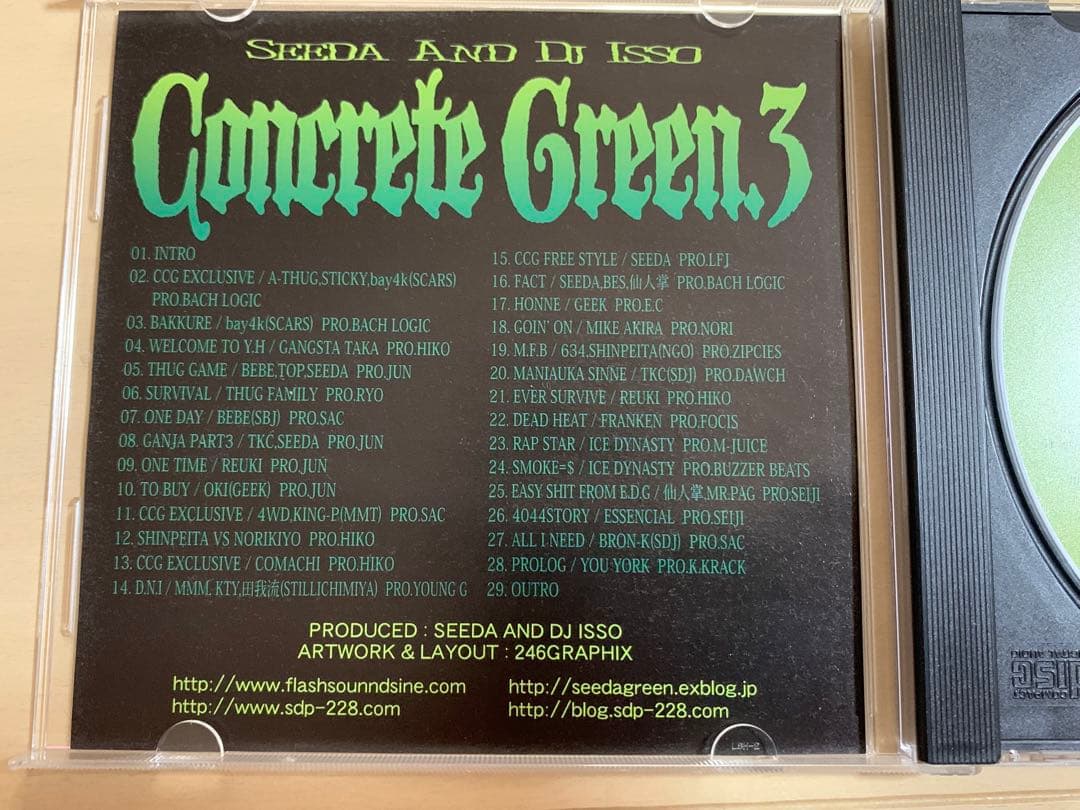 SEEDA AND DJ ISSO
Concrete Green.3
01. INTRO
02. CCG EXCLUSIVE / A-THUG,STICKY,bay4k(SCARS)
PRO.BACH LOGIC
03. BAKKURE / bay4k(SCARS) PRO.BACH LOGIC
04. WELCOME TO Y.H / GANGSTA TAKA PRO.HIKO
05. THUG GAME / BEBE,TOP,SEEDA PRO.JUN
06. SURVIVAL / THUG FAMILY PRO.RYO
07. ONE DAY / BEBE(SBJ) PRO.SAC
08. GANJA PART3 / TKC,SEEDA PRO.JUN
09. ONE TIME / REUKI PRO.JUN
10. TO BUY / OKI(GEEK) PRO.JUN
11. CCG EXCLUSIVE / 4WD,KING-P(MMT) PRO.SAC
12. SHINPEITA VS NORIKIYO PRO.HIKO
13. CCG EXCLUSIVE / COMACHI PRO.HIKO
14. D.N.I / MMM. KTY,田我流(STILLICHIMIYA) PRO.YOUNG G
15. CCG FREE STYLE / SEEDA PRO.LFJ
16. FACT / SEEDA,BES,仙人掌 PRO.BACH LOGIC
17. HONNE / GEEK PRO.E.C
18. GOIN' ON / MIKE AKIRA PRO.NORI
19. M.F.B / 634,SHINPEITA(NGO) PRO.ZIPCIES
20. MANIAUKA SINNE / TKC(SDJ) PRO.DAWCH
21. EVER SURVIVE / REUKI PRO.HIKO
22. DEAD HEAT / FRANKEN PRO.FOCIS
23. RAP STAR / ICE DYNASTY PRO.M-JUICE
24. SMOKE=$ / ICE DYNASTY PRO.BUZZER BEATS
25. EASY SHIT FROM E.D.G / 仙人掌,MR.PAG PRO.SEIJI
26. 4044STORY / ESSENCIAL PRO.SEIJI
27. ALL I.NEED / BRON-K(SDJ) PRO.SAC
28. PROLOG / YOU YORK PRO.K.KRACK
29. OUTRO
PRODUCED : SEEDA AND DJ ISSO
ARTWORK & LAYOUT : 246GRAPHIX
http://www.flashsounndsine.com
http://seedagreen.exblog.jp
http://www.sdp-228.com
http://blog.sdp-228.com
L8H-2